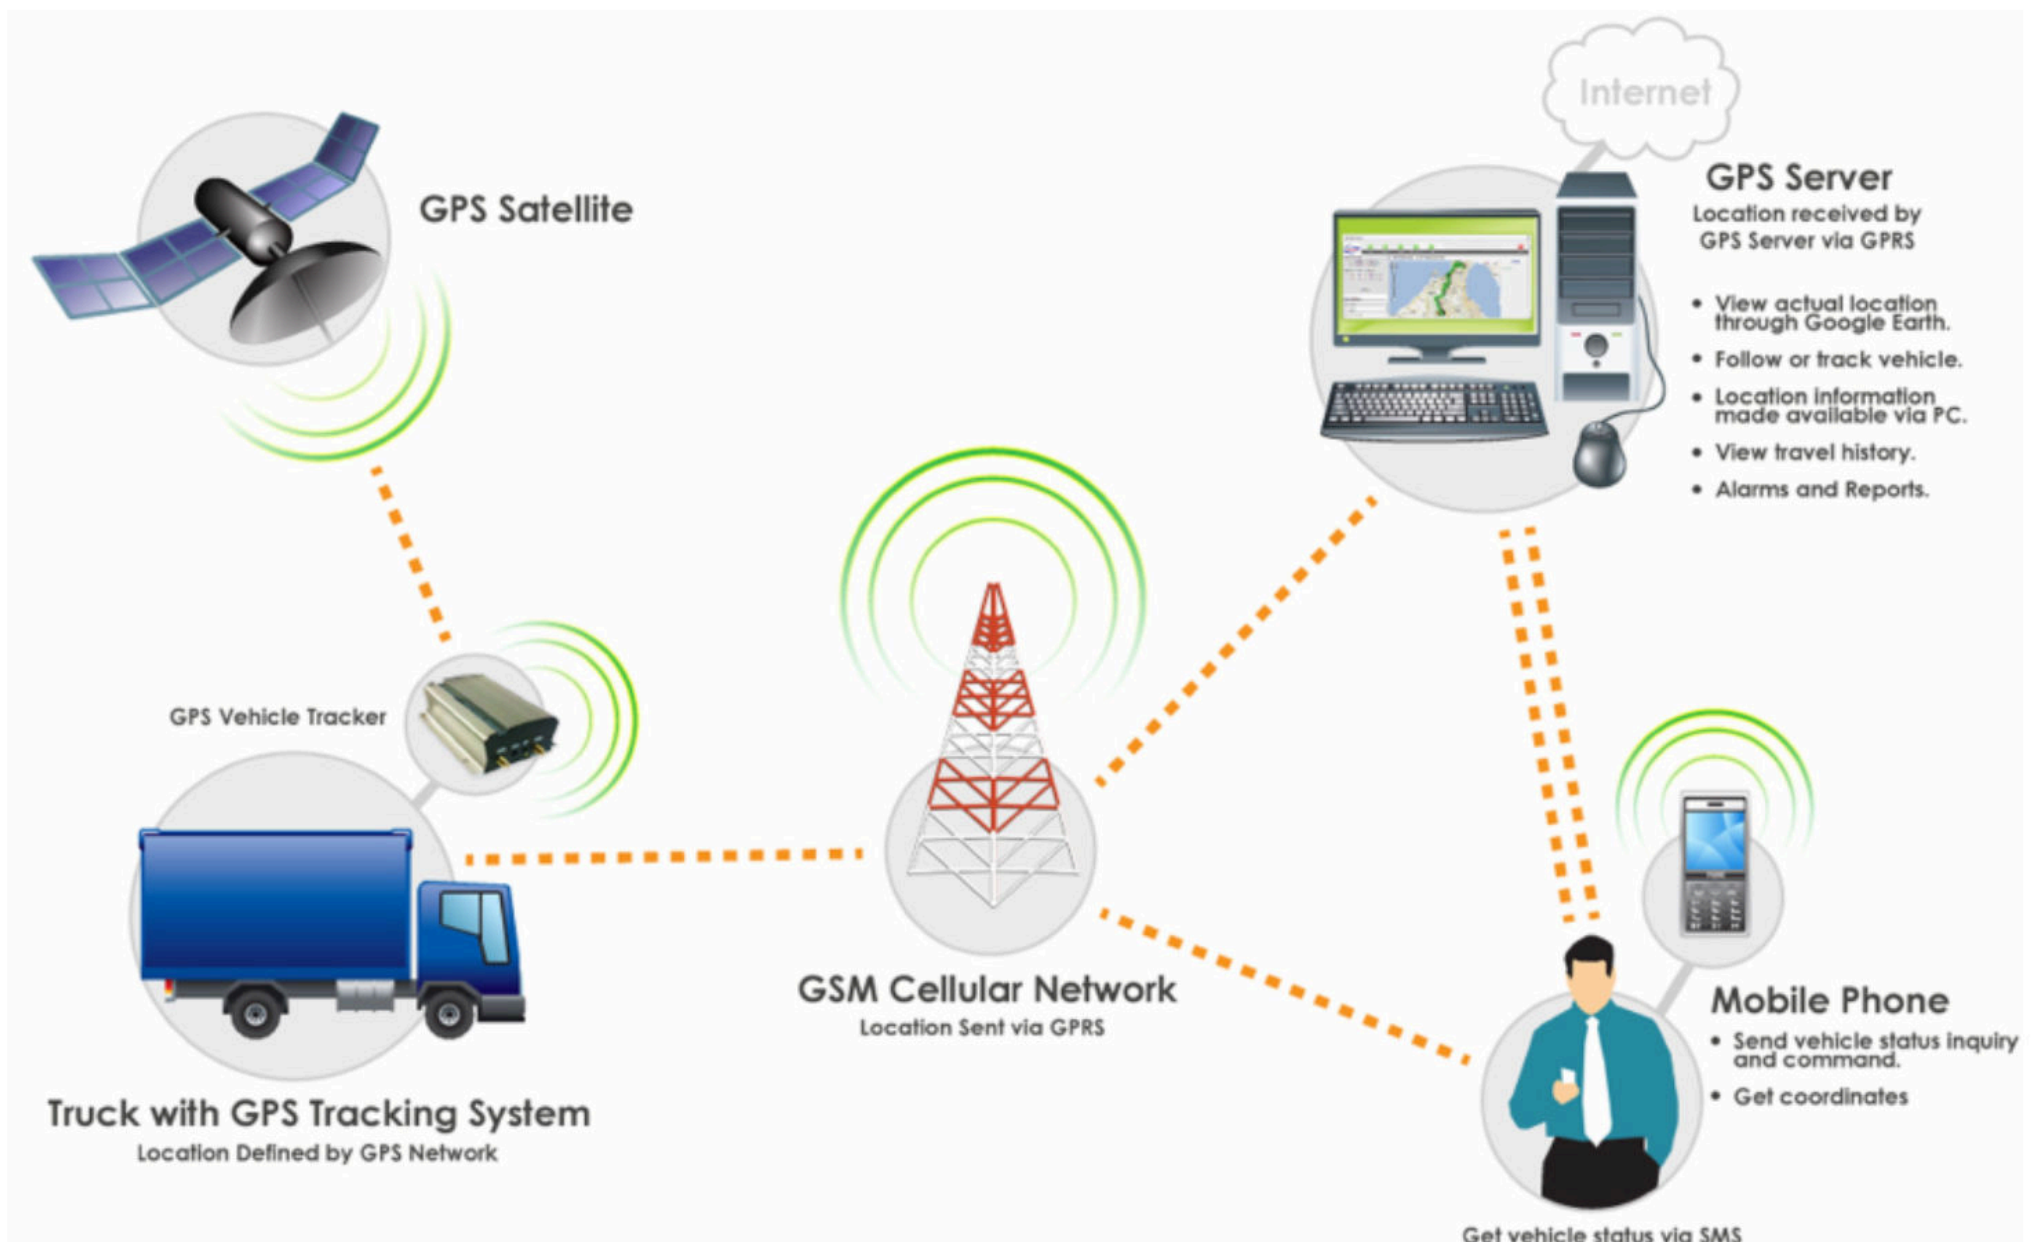 Internet
GPS Satellite
GPS Server
Location received by
GPS Server via GPRS
• View actual location
through Google Earth.
• Follow or track vehicle.
• Location information
made available via PC.
• View travel history.
• Alarms and Reports.
GPS Vehicle Tracker
GSM Cellular Network
Location Sent via GPRS
Mobile Phone
• Send vehicle status inquiry
and command.
• Get coordinates
Truck with GPS Tracking System
Location Defined by GPS Network
Get vehicle status via SMS